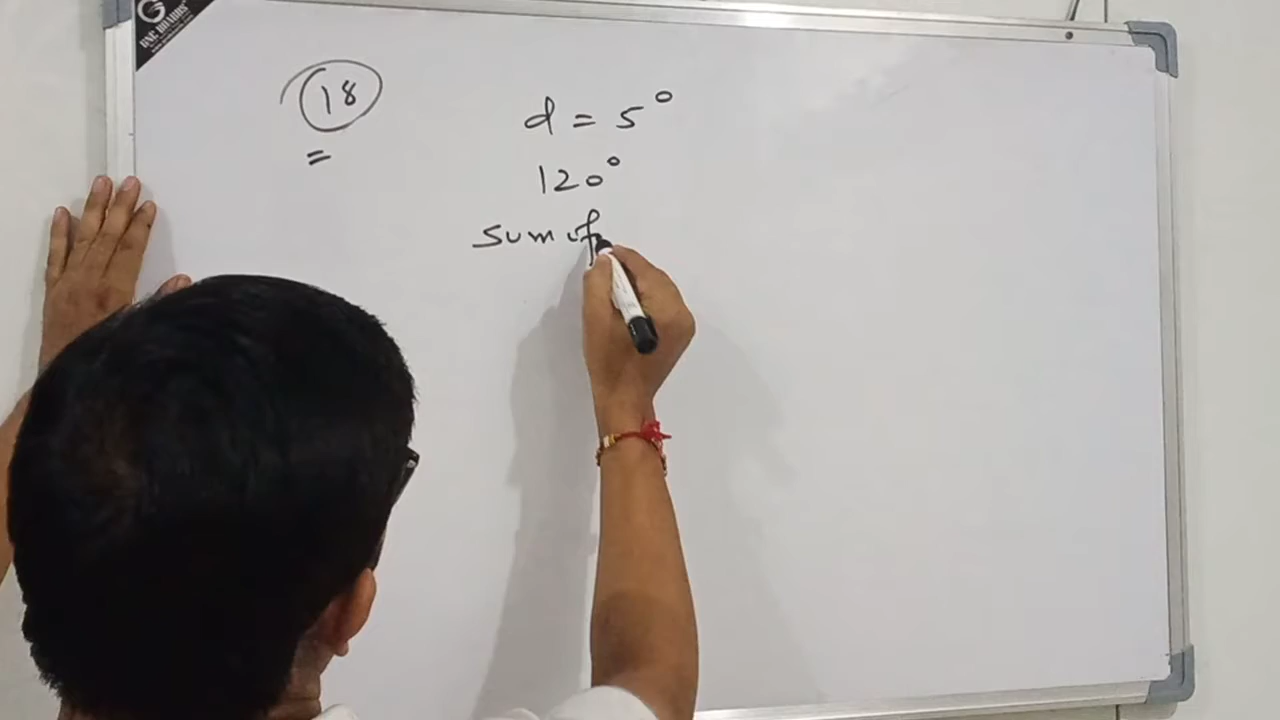 18
=
d = 5°
120°
sum of